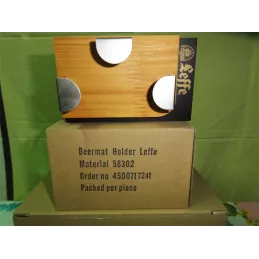 Leffe
Beermat Holder Leffe
Material 58302
Order no 4500717241
Packed per piece